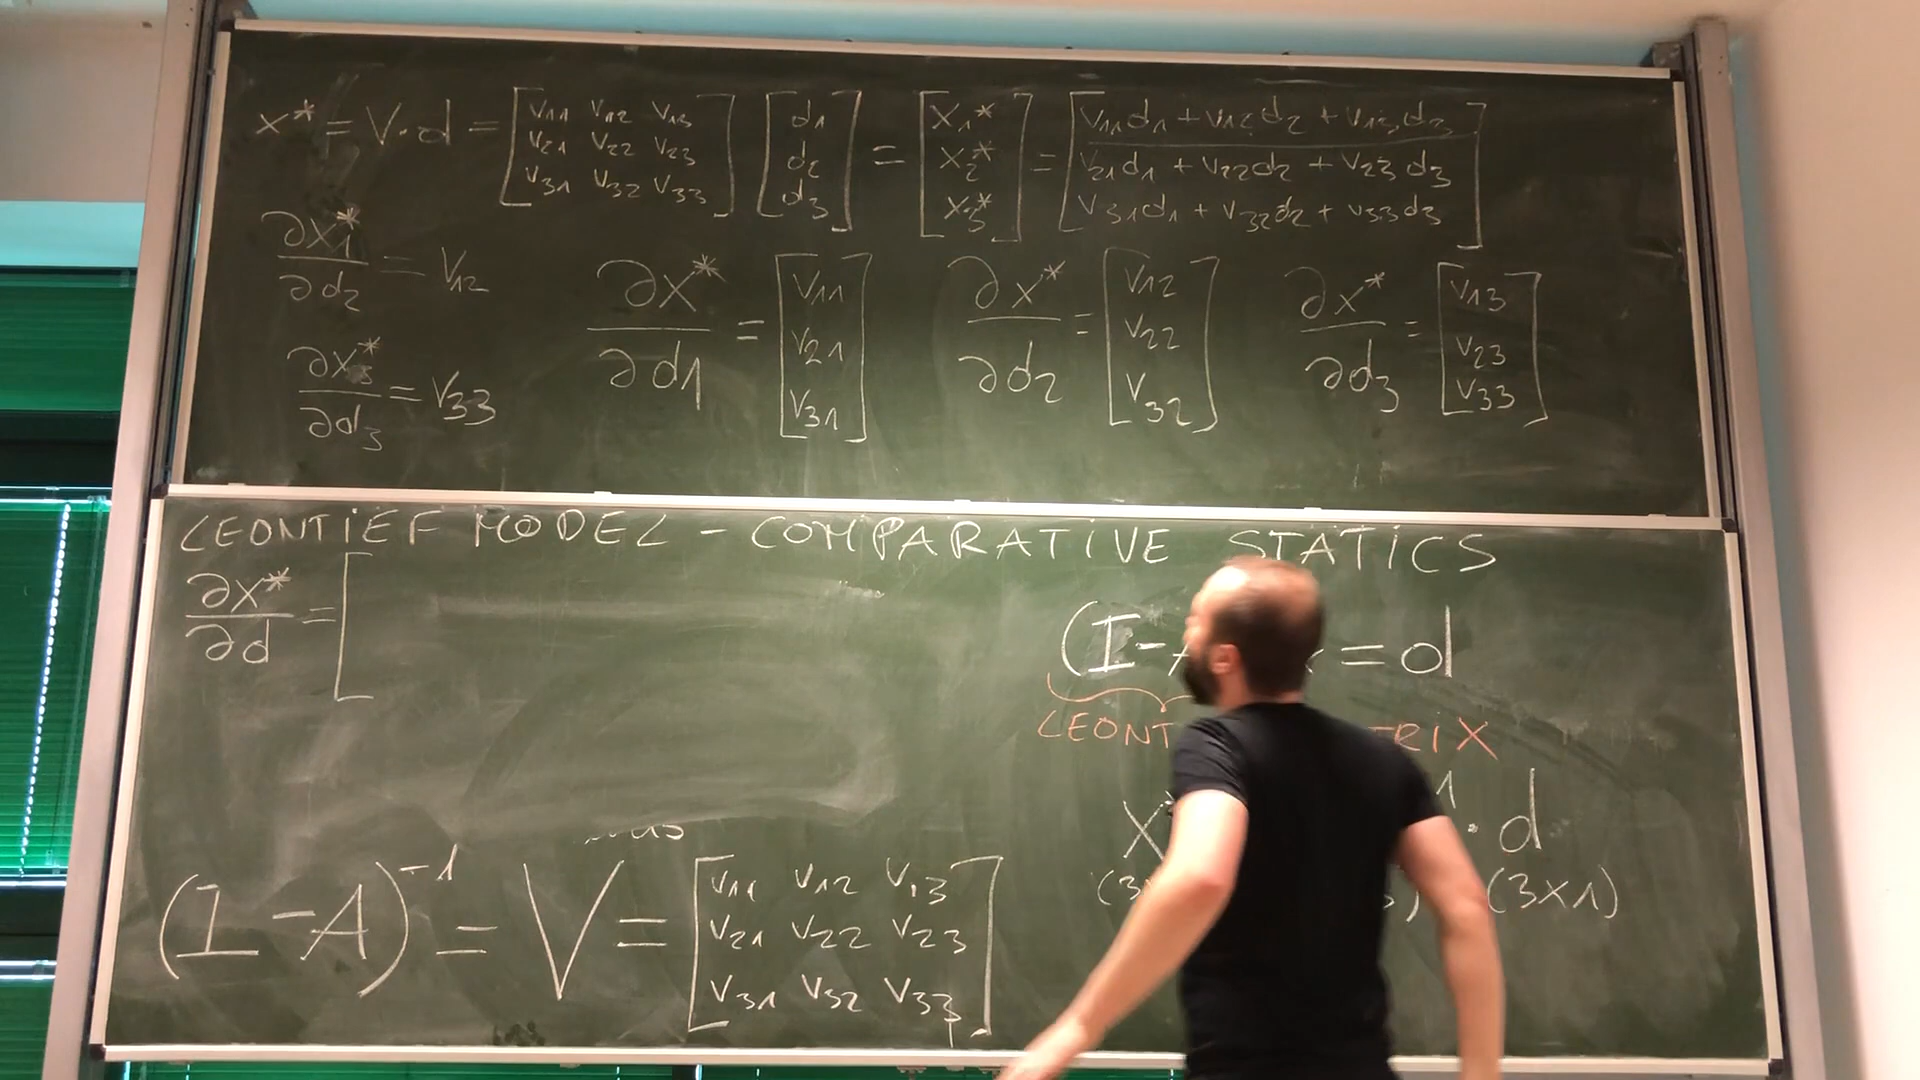 x* = V·d = [v11 v12 v13 / v21 v22 v23 / v31 v32 v33] [d1 / d2 / d3] = [x1* / x2* / x3*] = [v11d1 + v12d2 + v13d3 / v21d1 + v22d2 + v23d3 / v31d1 + v32d2 + v33d3]
∂x1*/∂d2 = v12
∂x3*/∂d3 = v33
∂x*/∂d1 = [v11 / v21 / v31]
∂x*/∂d2 = [v12 / v22 / v32]
∂x*/∂d3 = [v13 / v23 / v33]
LEONTIEF MODEL - COMPARATIVE STATICS
∂x*/∂d = [
(I - = d
LEONT TRIX
x 1 · d
(3 ) (3x1)
(I - A)^-1 = V = [v11 v12 v13 / v21 v22 v23 / v31 v32 v33]